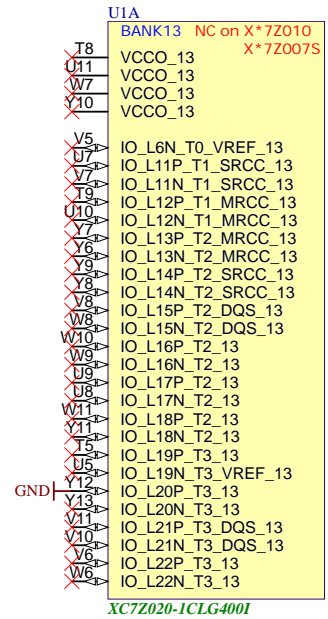 U1A
BANK13 NC on X*7Z010
X*7Z007S
T8 VCCO_13
U11 VCCO_13
W7 VCCO_13
Y10 VCCO_13
V5 IO_L6N_T0_VREF_13
U7 IO_L11P_T1_SRCC_13
V7 IO_L11N_T1_SRCC_13
T9 IO_L12P_T1_MRCC_13
U10 IO_L12N_T1_MRCC_13
Y7 IO_L13P_T2_MRCC_13
Y6 IO_L13N_T2_MRCC_13
Y9 IO_L14P_T2_SRCC_13
Y8 IO_L14N_T2_SRCC_13
V8 IO_L15P_T2_DQS_13
W8 IO_L15N_T2_DQS_13
W10 IO_L16P_T2_13
W9 IO_L16N_T2_13
U9 IO_L17P_T2_13
U8 IO_L17N_T2_13
W11 IO_L18P_T2_13
Y11 IO_L18N_T2_13
T5 IO_L19P_T3_13
U5 IO_L19N_T3_VREF_13
GND Y12 IO_L20P_T3_13
Y13 IO_L20N_T3_13
V11 IO_L21P_T3_DQS_13
V10 IO_L21N_T3_DQS_13
V6 IO_L22P_T3_13
W6 IO_L22N_T3_13
XC7Z020-1CLG400I